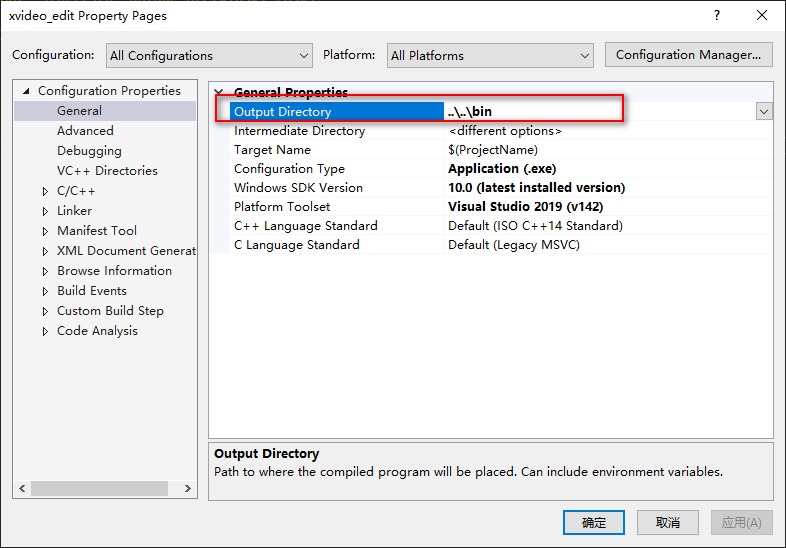 xvideo_edit Property Pages
?
Configuration: All Configurations Platform: All Platforms Configuration Manager...
Configuration Properties
General
Advanced
Debugging
VC++ Directories
C/C++
Linker
Manifest Tool
XML Document Generat
Browse Information
Build Events
Custom Build Step
Code Analysis
General Properties
Output Directory ..\..\bin
Intermediate Directory <different options>
Target Name $(ProjectName)
Configuration Type Application (.exe)
Windows SDK Version 10.0 (latest installed version)
Platform Toolset Visual Studio 2019 (v142)
C++ Language Standard Default (ISO C++14 Standard)
C Language Standard Default (Legacy MSVC)
Output Directory
Path to where the compiled program will be placed. Can include environment variables.
确定 取消 应用(A)